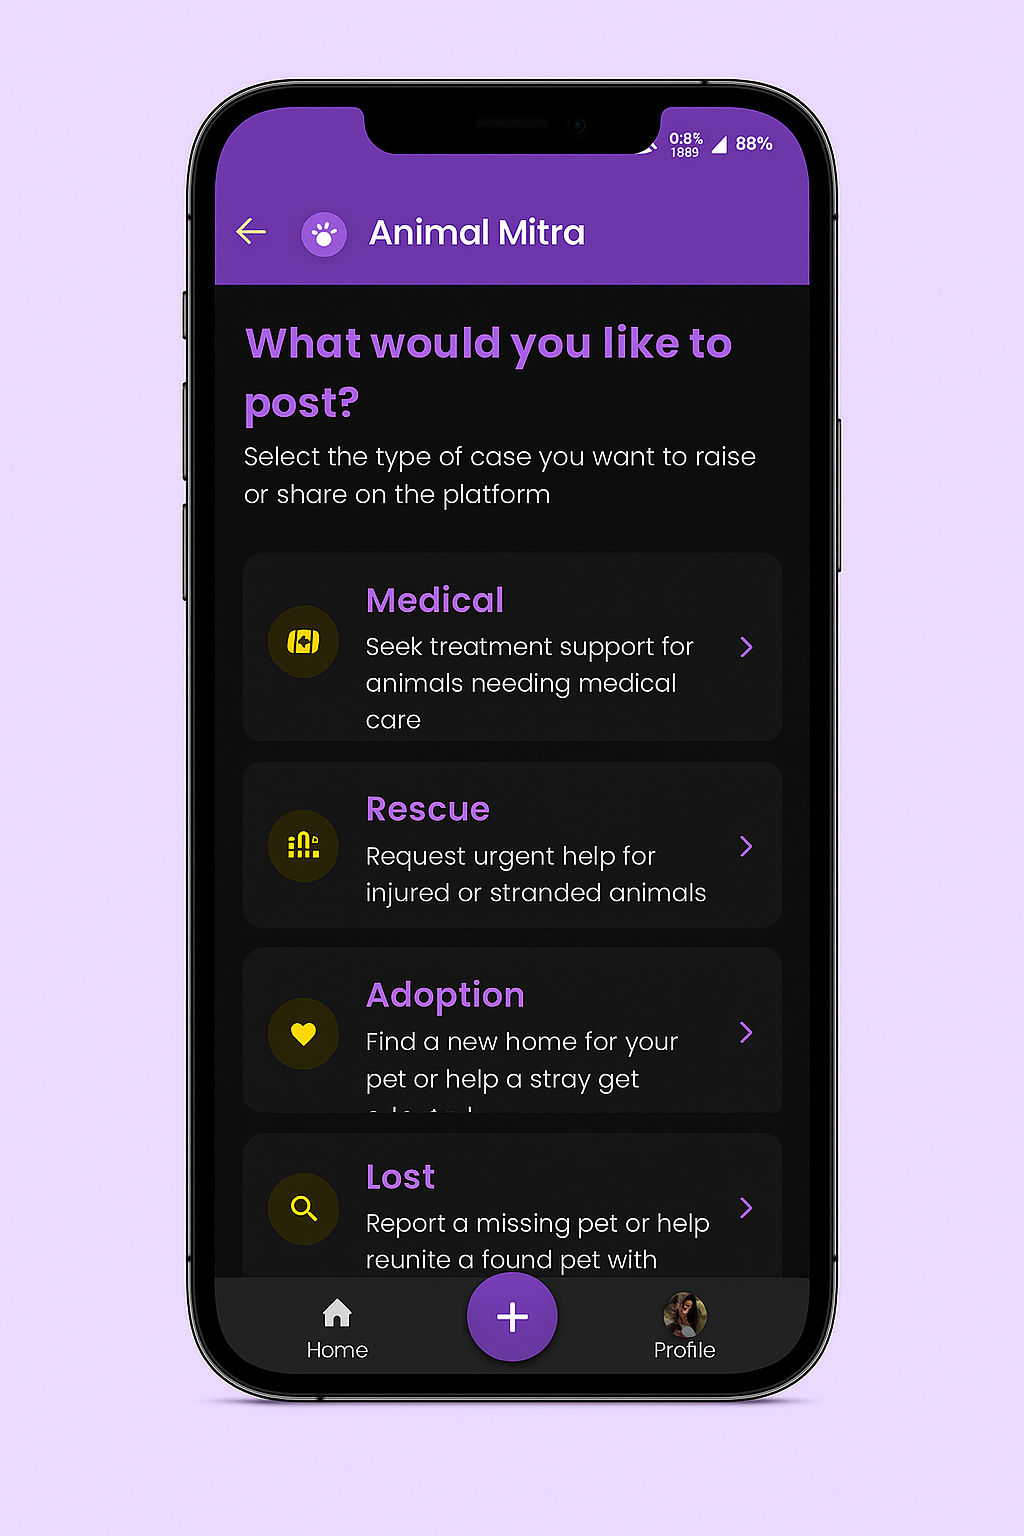 0:8%
1889
88%
Animal Mitra
What would you like to
post?
Select the type of case you want to raise
or share on the platform
Medical
Seek treatment support for
animals needing medical
care
Rescue
Request urgent help for
injured or stranded animals
Adoption
Find a new home for your
pet or help a stray get
Lost
Report a missing pet or help
reunite a found pet with
Home
Profile